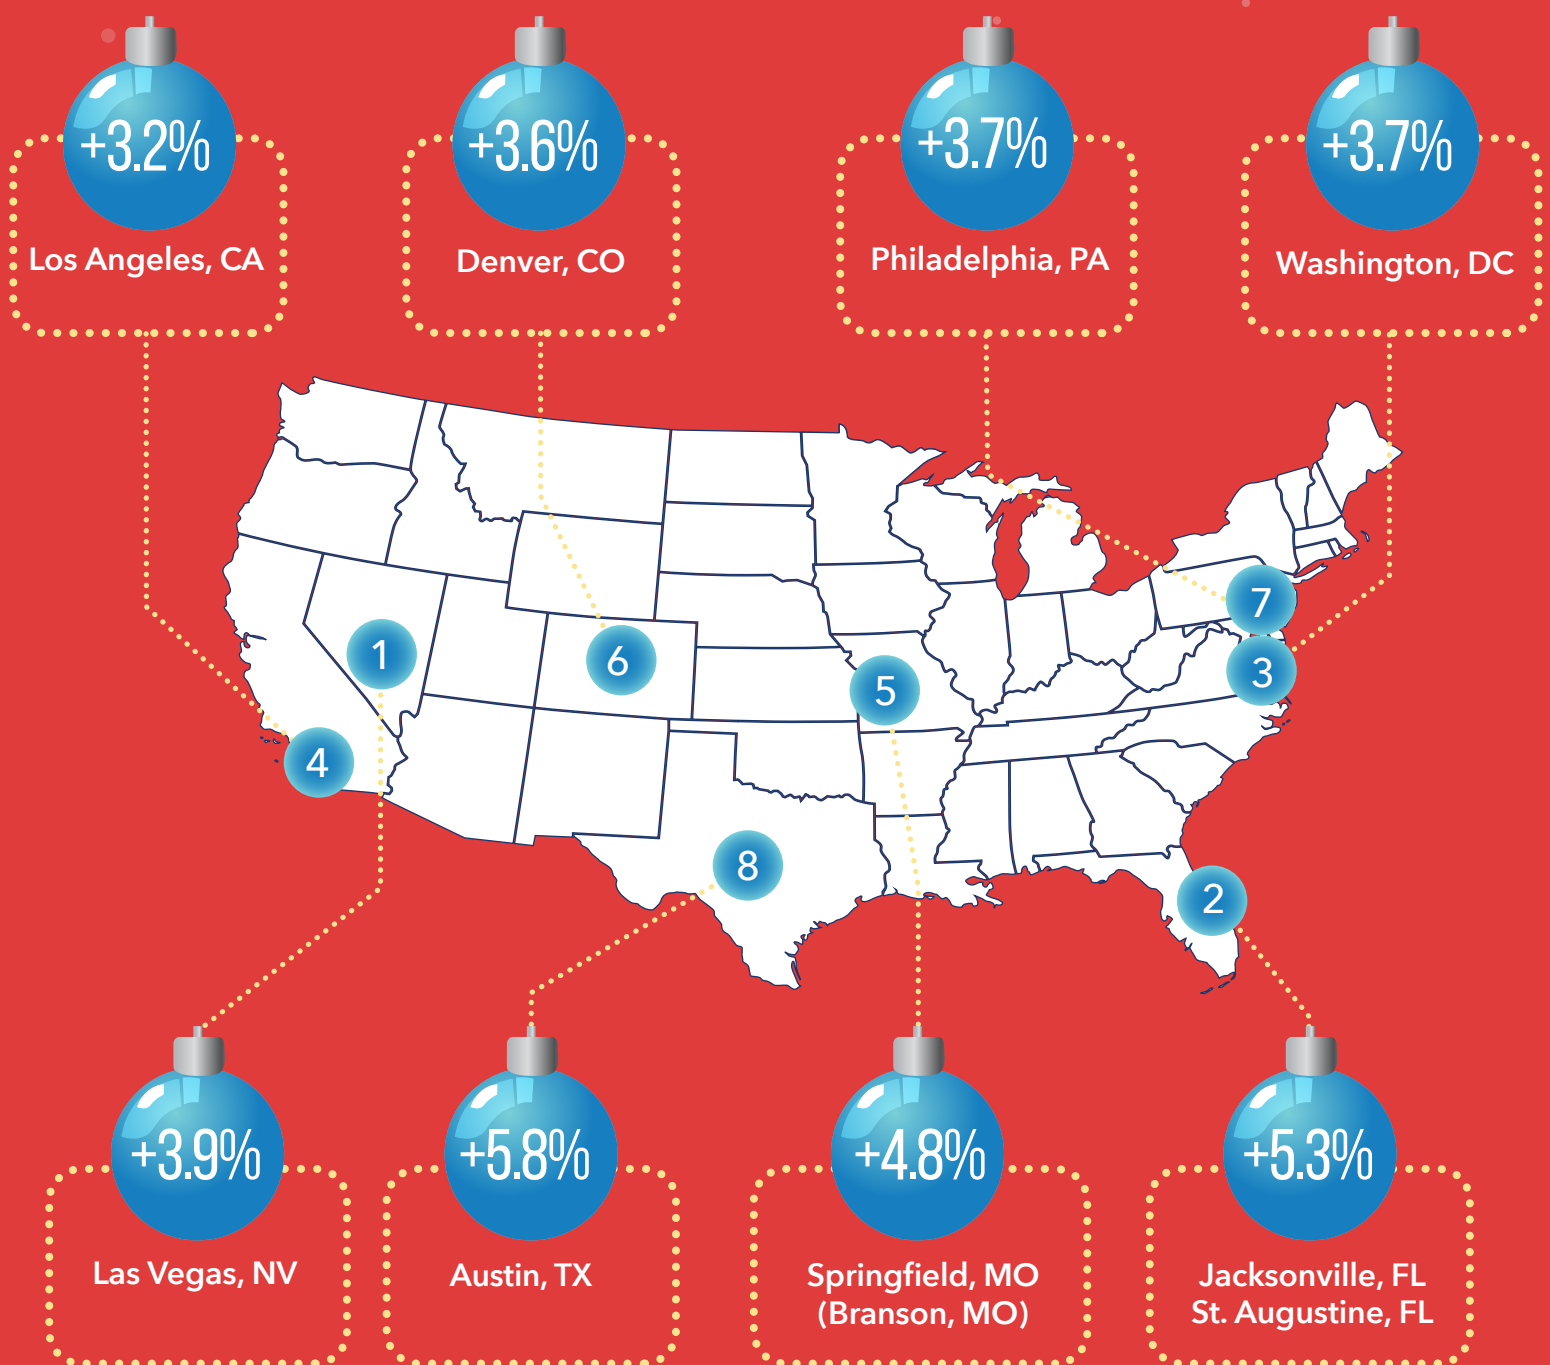 +3.2%
Los Angeles, CA
+3.6%
Denver, CO
+3.7%
Philadelphia, PA
+3.7%
Washington, DC
7
1
6
3
5
4
8
2
+3.9%
Las Vegas, NV
+5.8%
Austin, TX
+4.8%
Springfield, MO
(Branson, MO)
+5.3%
Jacksonville, FL
St. Augustine, FL